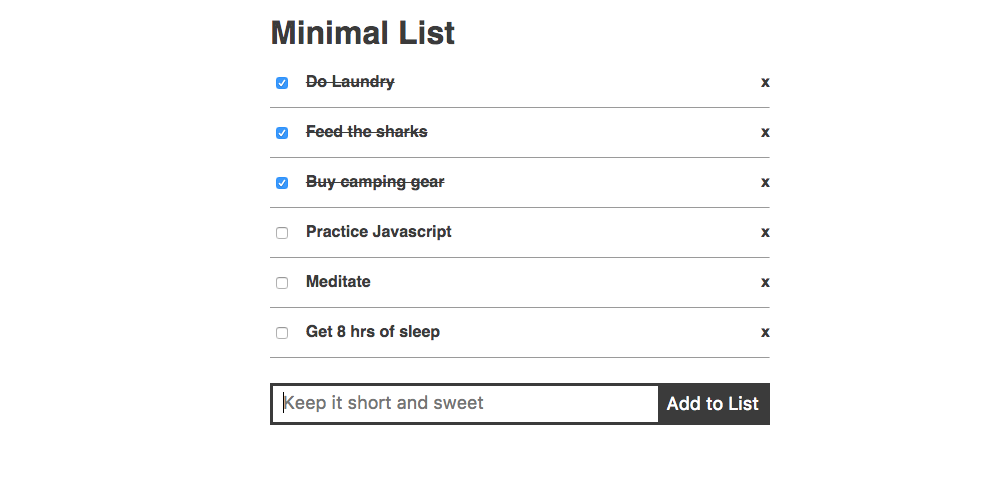 Minimal List
Do Laundry x
Feed the sharks x
Buy camping gear x
Practice Javascript x
Meditate x
Get 8 hrs of sleep x
Keep it short and sweet Add to List